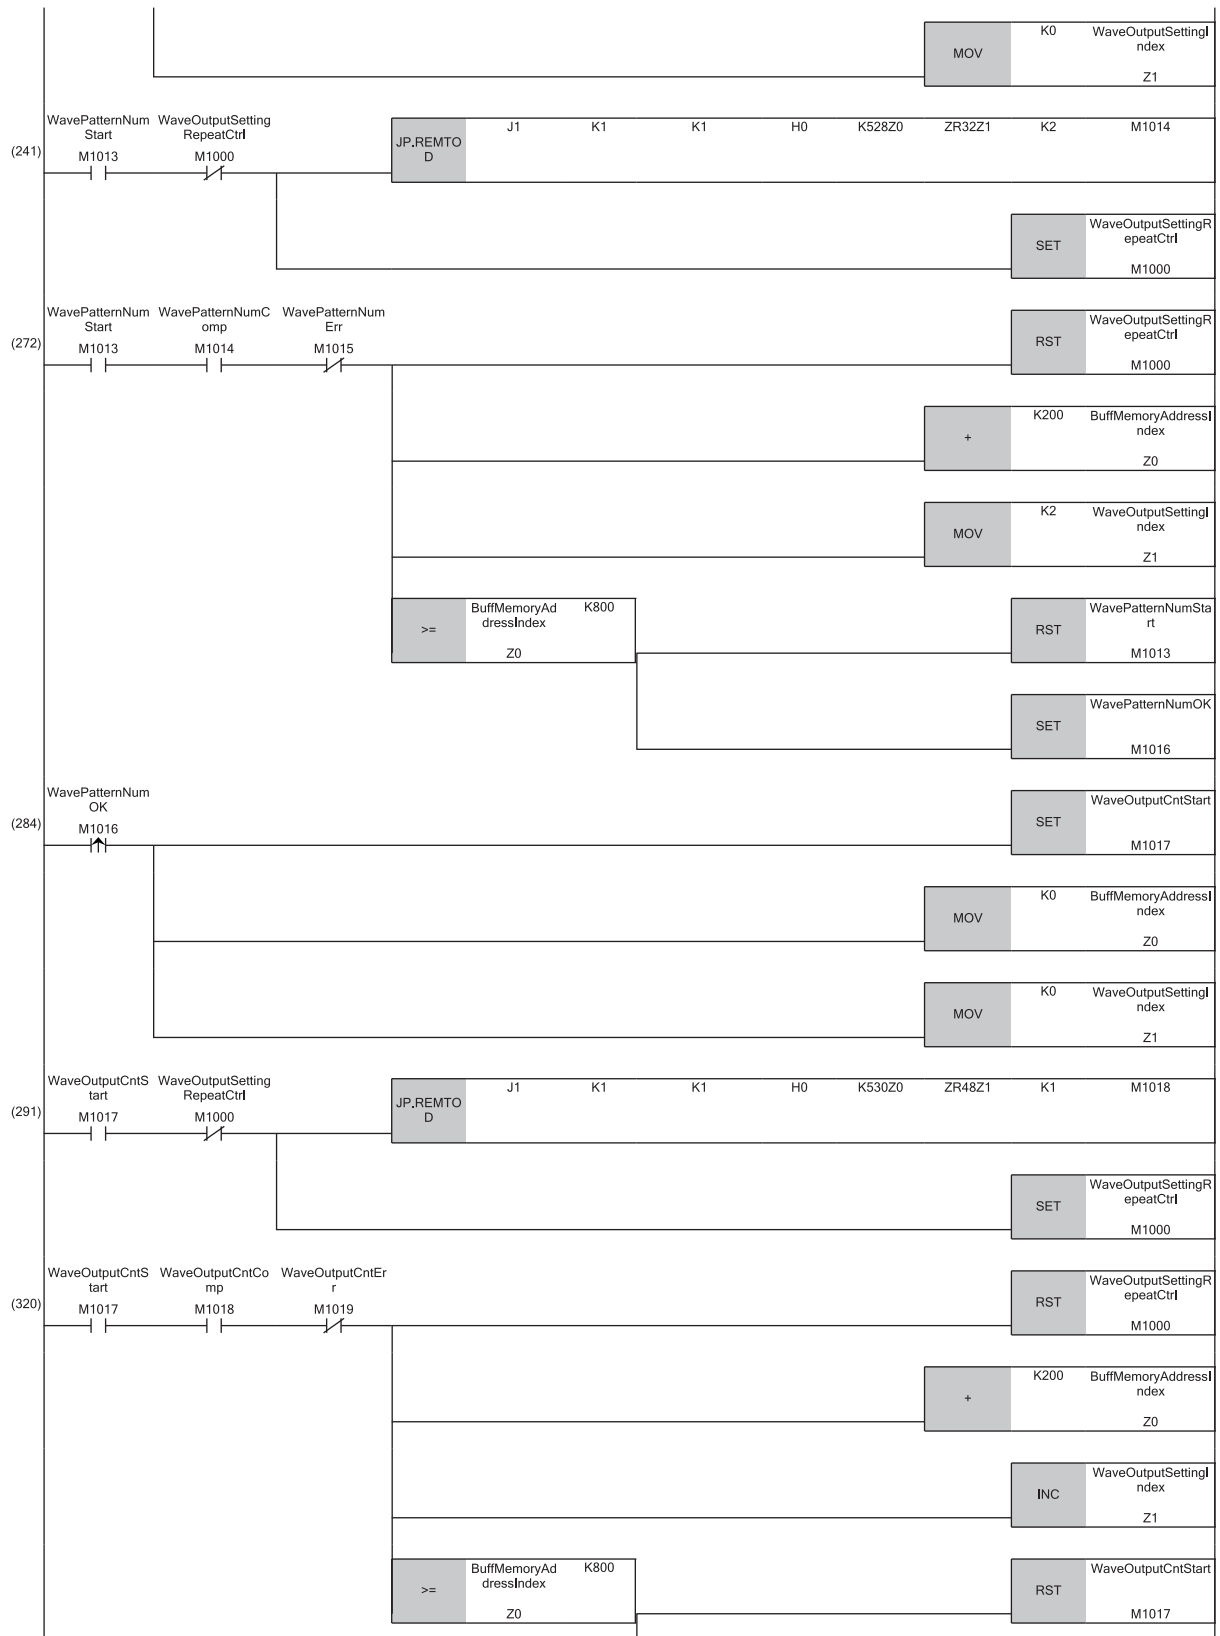 MOV K0 WaveOutputSettingI
ndex
Z1
WavePatternNum WaveOutputSetting
Start RepeatCtrl
(241) M1013 M1000
JP.REMTO J1 K1 K1 H0 K528Z0 ZR32Z1 K2 M1014
D
SET WaveOutputSettingR
epeatCtrl
M1000
WavePatternNum WavePatternNumC WavePatternNum
Start omp Err
(272) M1013 M1014 M1015
RST WaveOutputSettingR
epeatCtrl
M1000
+ K200 BuffMemoryAddressI
ndex
Z0
MOV K2 WaveOutputSettingI
ndex
Z1
>= BuffMemoryAd K800
dressIndex
Z0
RST WavePatternNumSta
rt
M1013
SET WavePatternNumOK
M1016
WavePatternNum
OK
(284) M1016
SET WaveOutputCntStart
M1017
MOV K0 BuffMemoryAddressI
ndex
Z0
MOV K0 WaveOutputSettingI
ndex
Z1
WaveOutputCntS WaveOutputSetting
tart RepeatCtrl
(291) M1017 M1000
JP.REMTO J1 K1 K1 H0 K530Z0 ZR48Z1 K1 M1018
D
SET WaveOutputSettingR
epeatCtrl
M1000
WaveOutputCntS WaveOutputCntCo WaveOutputCntEr
tart mp r
(320) M1017 M1018 M1019
RST WaveOutputSettingR
epeatCtrl
M1000
+ K200 BuffMemoryAddressI
ndex
Z0
INC WaveOutputSettingI
ndex
Z1
>= BuffMemoryAd K800
dressIndex
Z0
RST WaveOutputCntStart
M1017